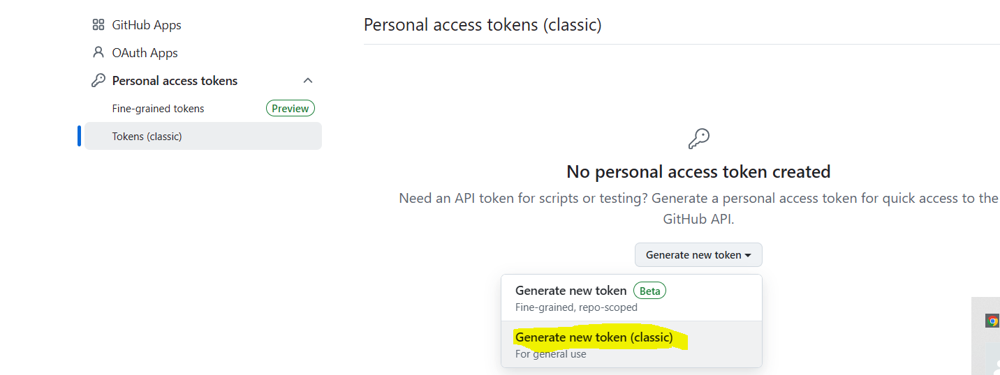 GitHub Apps
OAuth Apps
Personal access tokens
Fine-grained tokens Preview
Tokens (classic)
Personal access tokens (classic)
No personal access token created
Need an API token for scripts or testing? Generate a personal access token for quick access to the
GitHub API.
Generate new token
Generate new token Beta
Fine-grained, repo-scoped
Generate new token (classic)
For general use